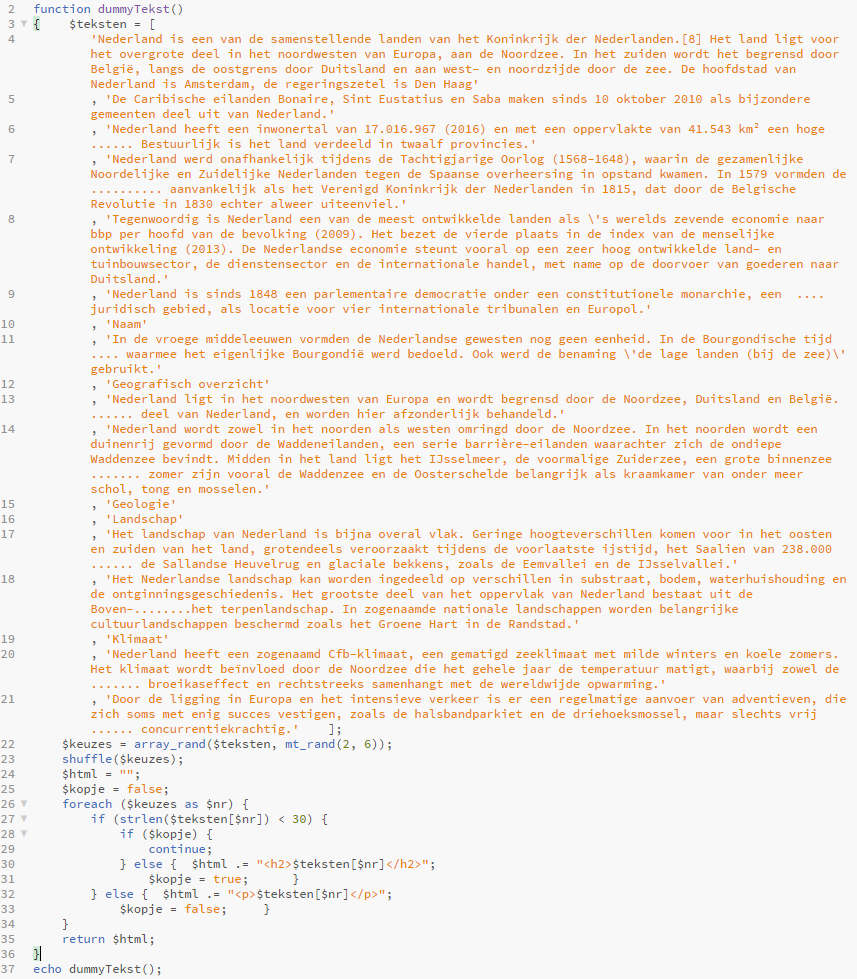 2 function dummyTekst()
3 { $teksten = [
4 'Nederland is een van de samenstellende landen van het Koninkrijk der Nederlanden.[8] Het land ligt voor
het overgrote deel in het noordwesten van Europa, aan de Noordzee. In het zuiden wordt het begrensd door
België, langs de oostgrens door Duitsland en aan west- en noordzijde door de zee. De hoofdstad van
Nederland is Amsterdam, de regeringszetel is Den Haag'
5 , 'De Caribische eilanden Bonaire, Sint Eustatius en Saba maken sinds 10 oktober 2010 als bijzondere
gemeenten deel uit van Nederland.'
6 , 'Nederland heeft een inwonertal van 17.016.967 (2016) en met een oppervlakte van 41.543 km² een hoge
...... Bestuurlijk is het land verdeeld in twaalf provincies.'
7 , 'Nederland werd onafhankelijk tijdens de Tachtigjarige Oorlog (1568-1648), waarin de gezamenlijke
Noordelijke en Zuidelijke Nederlanden tegen de Spaanse overheersing in opstand kwamen. In 1579 vormden de
.......... aanvankelijk als het Verenigd Koninkrijk der Nederlanden in 1815, dat door de Belgische
Revolutie in 1830 echter alweer uiteenviel.'
8 , 'Tegenwoordig is Nederland een van de meest ontwikkelde landen als \'s werelds zevende economie naar
bbp per hoofd van de bevolking (2009). Het bezet de vierde plaats in de index van de menselijke
ontwikkeling (2013). De Nederlandse economie steunt vooral op een zeer hoog ontwikkelde land- en
tuinbouwsector, de dienstensector en de internationale handel, met name op de doorvoer van goederen naar
Duitsland.'
9 , 'Nederland is sinds 1848 een parlementaire democratie onder een constitutionele monarchie, een ....
juridisch gebied, als locatie voor vier internationale tribunalen en Europol.'
10 , 'Naam'
11 , 'In de vroege middeleeuwen vormden de Nederlandse gewesten nog geen eenheid. In de Bourgondische tijd
.... waarmee het eigenlijke Bourgondië werd bedoeld. Ook werd de benaming \'de lage landen (bij de zee)\'
gebruikt.'
12 , 'Geografisch overzicht'
13 , 'Nederland ligt in het noordwesten van Europa en wordt begrensd door de Noordzee, Duitsland en België.
...... deel van Nederland, en worden hier afzonderlijk behandeld.'
14 , 'Nederland wordt zowel in het noorden als westen omringd door de Noordzee. In het noorden wordt een
duinenrij gevormd door de Waddeneilanden, een serie barrière-eilanden waarachter zich de ondiepe
Waddenzee bevindt. Midden in het land ligt het IJsselmeer, de voormalige Zuiderzee, een grote binnenzee
....... zomer zijn vooral de Waddenzee en de Oosterschelde belangrijk als kraamkamer van onder meer
schol, tong en mosselen.'
15 , 'Geologie'
16 , 'Landschap'
17 , 'Het landschap van Nederland is bijna overal vlak. Geringe hoogteverschillen komen voor in het oosten
en zuiden van het land, grotendeels veroorzaakt tijdens de voorlaatste ijstijd, het Saalien van 238.000
...... de Sallandse Heuvelrug en glaciale bekkens, zoals de Eemvallei en de IJsselvallei.'
18 , 'Het Nederlandse landschap kan worden ingedeeld op verschillen in substraat, bodem, waterhuishouding en
de ontginningsgeschiedenis. Het grootste deel van het oppervlak van Nederland bestaat uit de
Boven-........het terpenlandschap. In zogenaamde nationale landschappen worden belangrijke
cultuurlandschappen beschermd zoals het Groene Hart in de Randstad.'
19 , 'Klimaat'
20 , 'Nederland heeft een zogenaamd Cfb-klimaat, een gematigd zeeklimaat met milde winters en koele zomers.
Het klimaat wordt beïnvloed door de Noordzee die het gehele jaar de temperatuur matigt, waarbij zowel de
....... broeikaseffect en rechtstreeks samenhangt met de wereldwijde opwarming.'
21 , 'Door de ligging in Europa en het intensieve verkeer is er een regelmatige aanvoer van adventieven, die
zich soms met enig succes vestigen, zoals de halsbandparkiet en de driehoeksmossel, maar slechts vrij
...... concurrentiekrachtig.' ];
22 $keuzes = array_rand($teksten, mt_rand(2, 6));
23 shuffle($keuzes);
24 $html = "";
25 $kopje = false;
26 foreach ($keuzes as $nr) {
27 if (strlen($teksten[$nr]) < 30) {
28 if ($kopje) {
29 continue;
30 } else { $html .= "<h2>$teksten[$nr]</h2>";
31 $kopje = true; }
32 } else { $html .= "<p>$teksten[$nr]</p>";
33 $kopje = false; }
34 }
35 return $html;
36 }
37 echo dummyTekst();